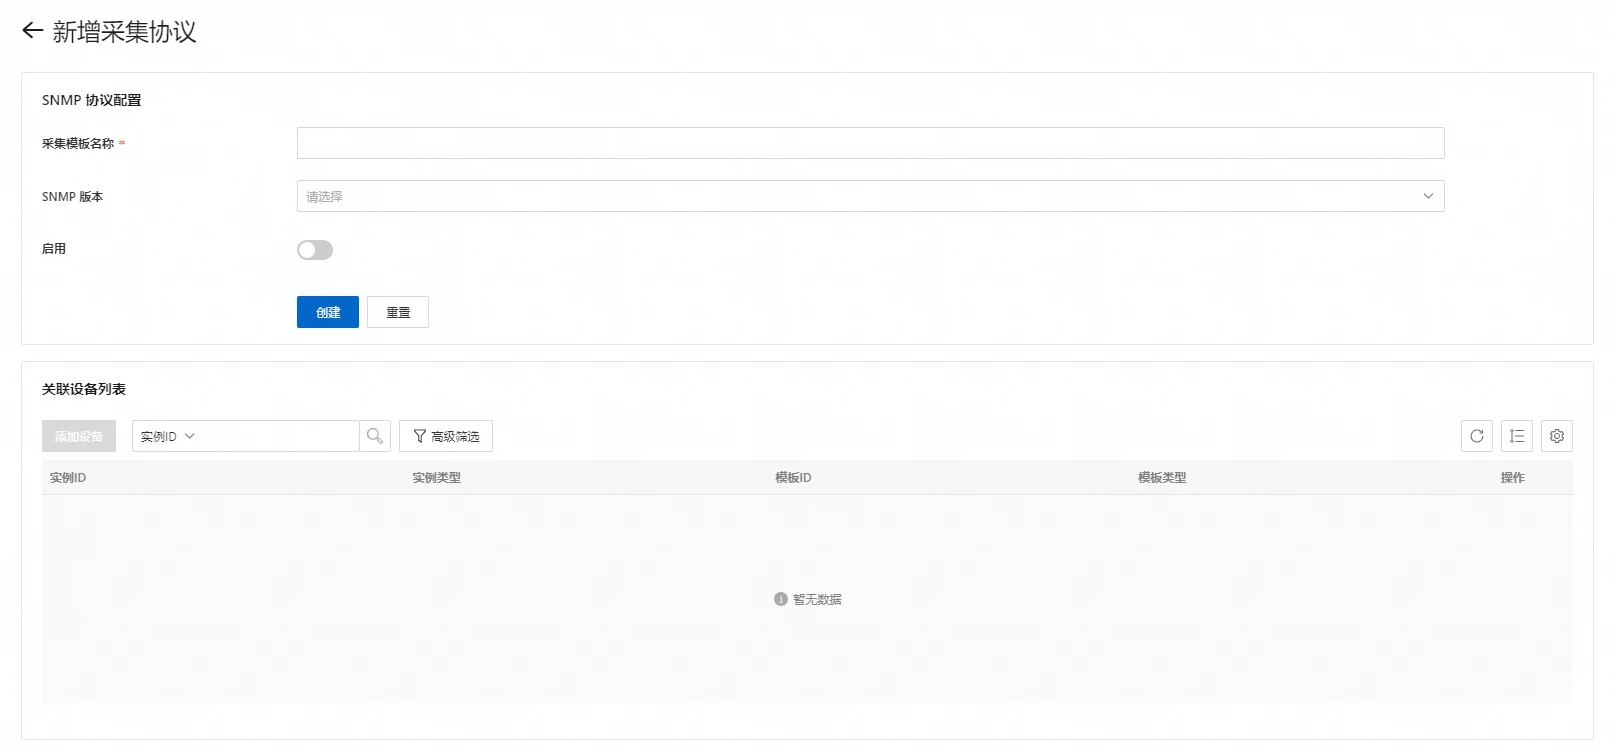 新增采集协议
SNMP 协议配置
采集模板名称 *
SNMP 版本
请选择
启用
创建
重置
关联设备列表
添加设备
实例ID
高级筛选
实例ID
实例类型
模板ID
模板类型
操作
暂无数据